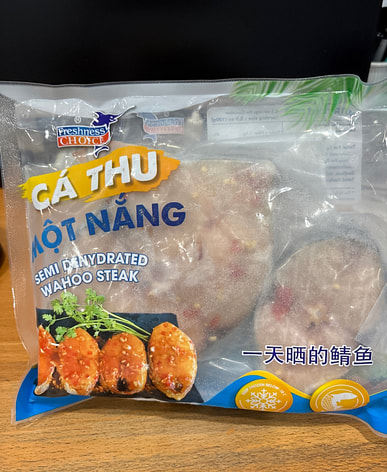 Freshness
CHOICE
CÁ THU
MỘT NẮNG
SEMI DEHYDRATED
WAHOO STEAK
一天晒的鲭鱼